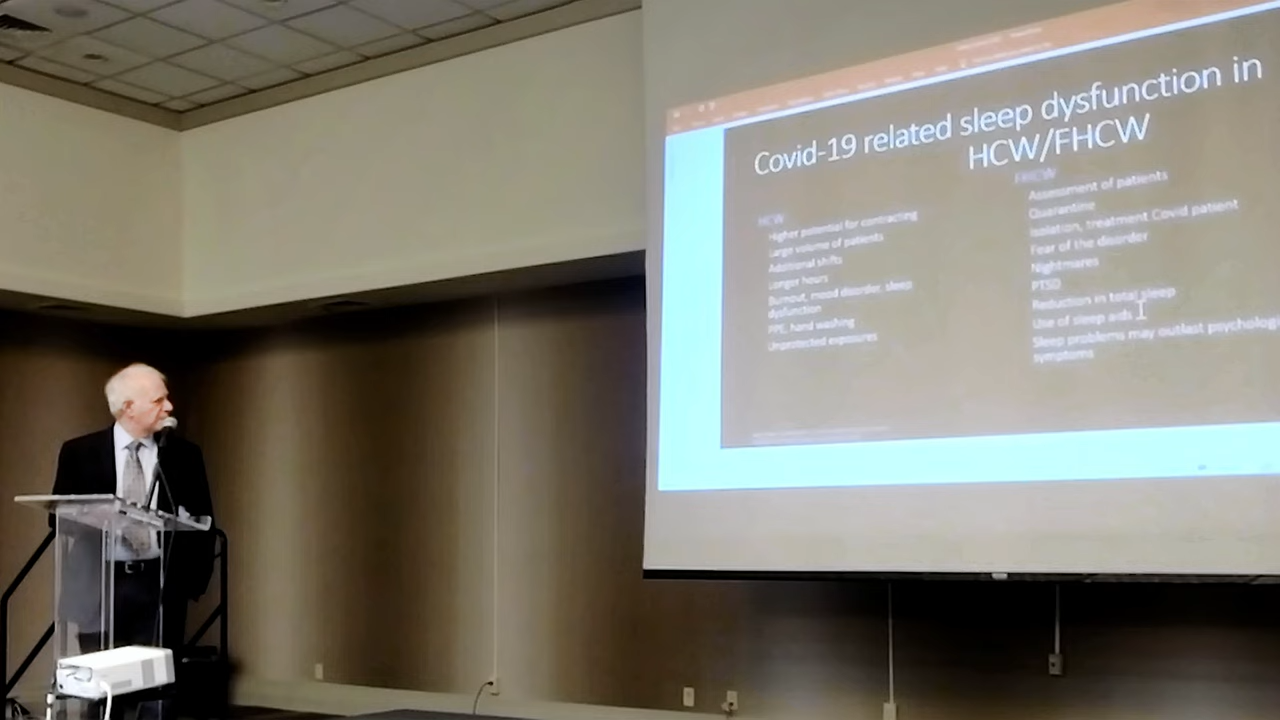 Covid-19 related sleep dysfunction in
HCW/FHCW
HCW
Higher potential for contracting
Large volume of patients
Additional shifts
Longer hours
Burnout, mood disorder, sleep
dysfunction
PPE, hand washing
Unprotected exposures
FHCW
Assessment of patients
Quarantine
Isolation, treatment Covid patient
Fear of the disorder
Nightmares
PTSD
Reduction in total sleep
Use of sleep aids
Sleep problems may outlast psycholog
symptoms